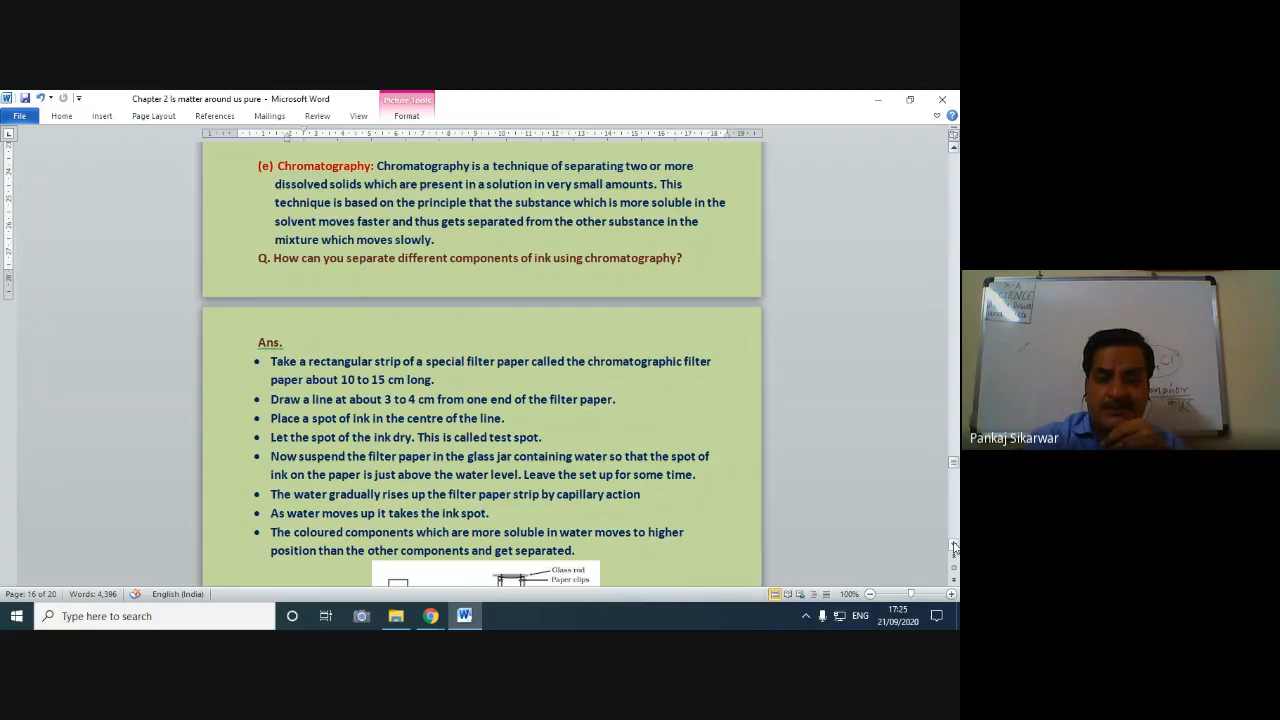 Chapter 2 Is matter around us pure - Microsoft Word
Picture Tools
File Home Insert Page Layout References Mailings Review View Format
(e) Chromatography: Chromatography is a technique of separating two or more
dissolved solids which are present in a solution in very small amounts. This
technique is based on the principle that the substance which is more soluble in the
solvent moves faster and thus gets separated from the other substance in the
mixture which moves slowly.
Q. How can you separate different components of ink using chromatography?
Ans.
• Take a rectangular strip of a special filter paper called the chromatographic filter
paper about 10 to 15 cm long.
• Draw a line at about 3 to 4 cm from one end of the filter paper.
• Place a spot of ink in the centre of the line.
• Let the spot of the ink dry. This is called test spot.
• Now suspend the filter paper in the glass jar containing water so that the spot of
ink on the paper is just above the water level. Leave the set up for some time.
• The water gradually rises up the filter paper strip by capillary action
• As water moves up it takes the ink spot.
• The coloured components which are more soluble in water moves to higher
position than the other components and get separated.
Glass rod
Paper clips
Page: 16 of 20 Words: 4,396 English (India) 100%
Type here to search
ENG
17:25
21/09/2020
X-A
Cl
Pankaj Sikarwar